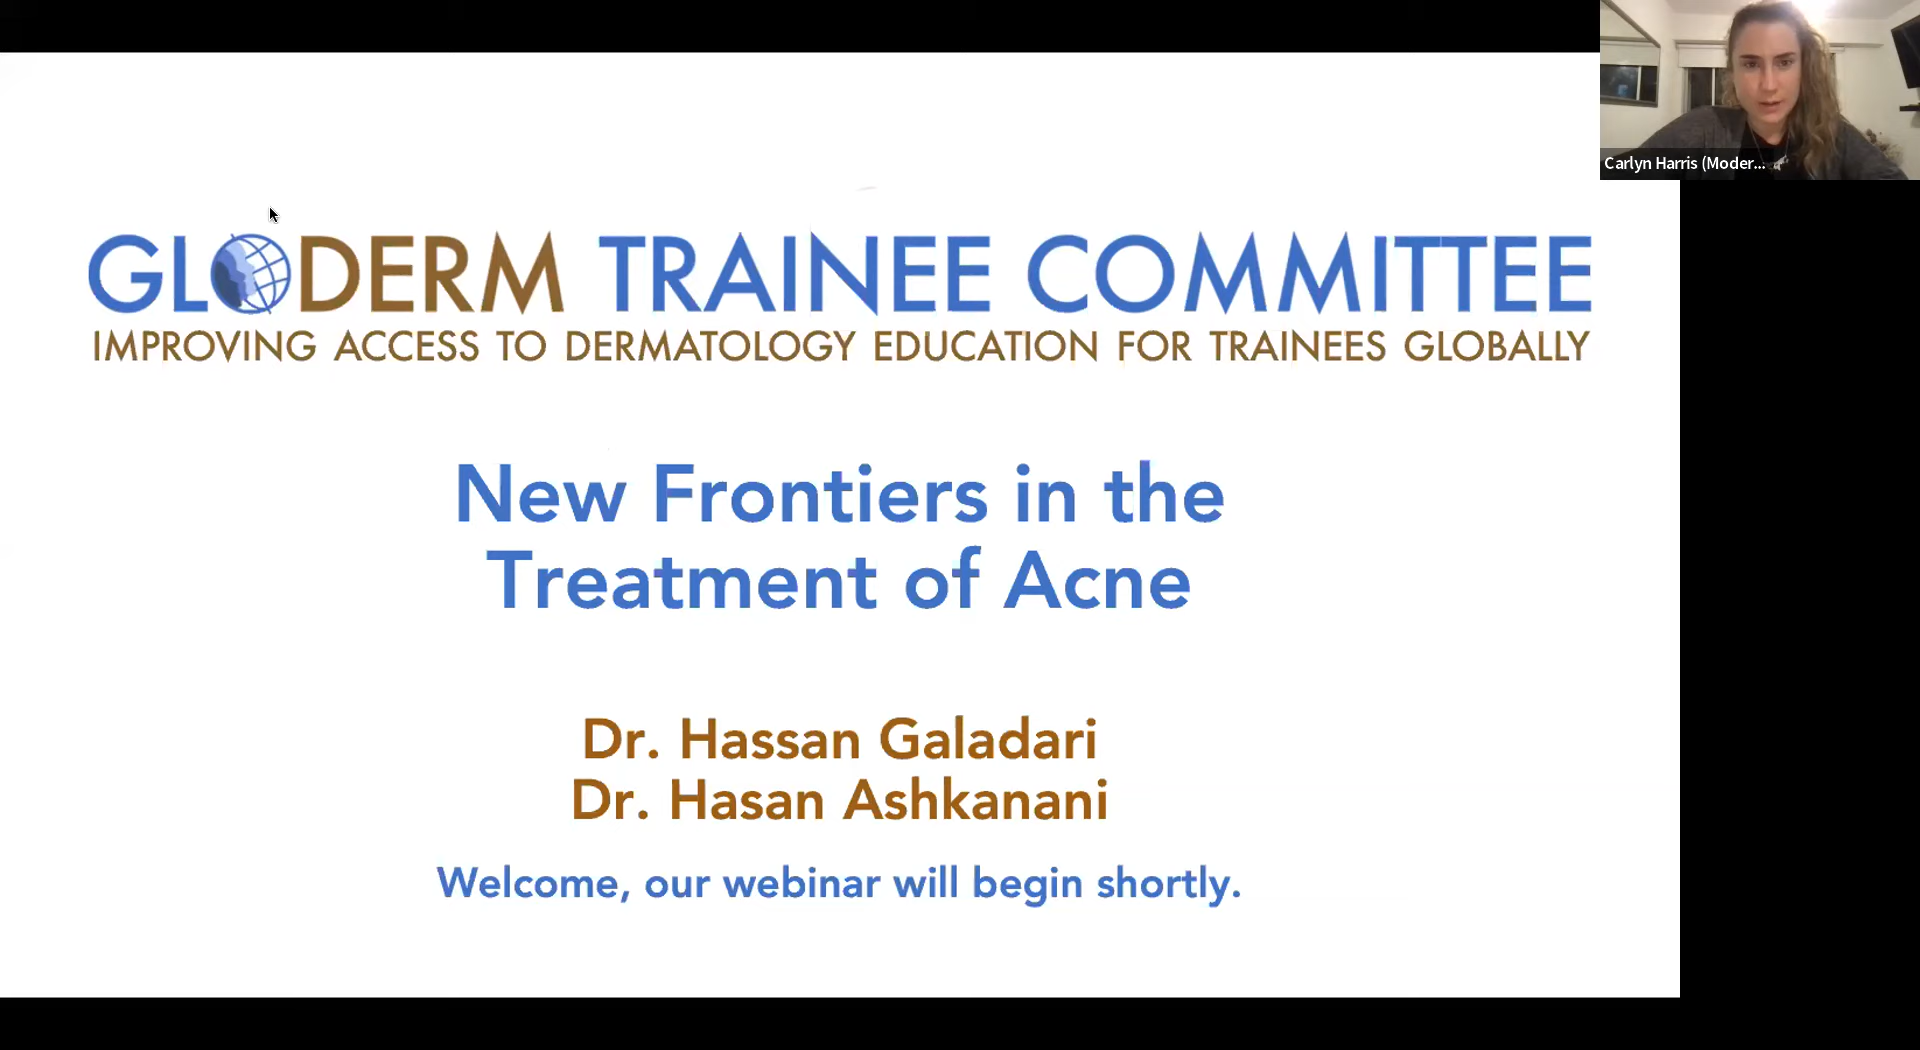 GLODERM TRAINEE COMMITTEE
IMPROVING ACCESS TO DERMATOLOGY EDUCATION FOR TRAINEES GLOBALLY
New Frontiers in the
Treatment of Acne
Dr. Hassan Galadari
Dr. Hasan Ashkanani
Welcome, our webinar will begin shortly.
Carlyn Harris (Moder...